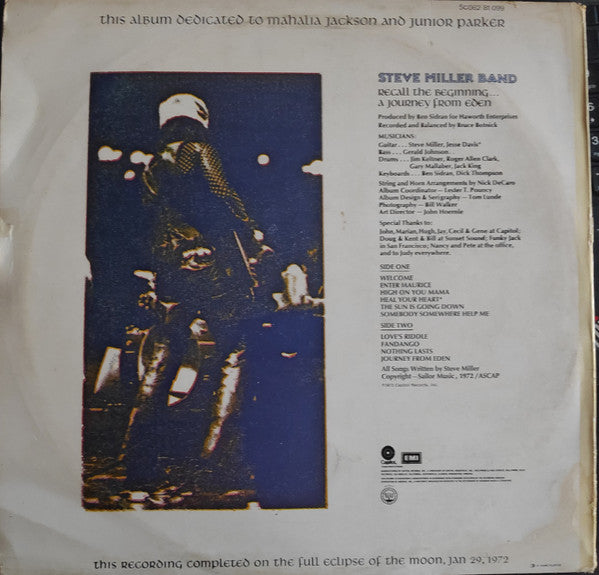 5C062 81 099
this album dedicated to mahalia jackson and junior parker
STEVE MILLER BAND
RECALL THE BEGINNING...
A JOURNEY FROM EDEN
Produced by Ben Sidran for Haworth Enterprises
Recorded and Balanced by Bruce Botnick
MUSICIANS:
Guitar . . . Steve Miller, Jesse Davis*
Bass . . . Gerald Johnson
Drums . . . Jim Keltner, Roger Allen Clark,
Gary Mallaber, Jack King
Keyboards . . . Ben Sidran, Dick Thompson
String and Horn Arrangements by Nick DeCaro
Album Coordinator – Lester T. Pouncy
Album Design & Serigraphy – Tom Lunde
Photography – Bill Walker
Art Director – John Hoernle
Special Thanks to:
John, Marian, Hugh, Jay, Cecil & Gene at Capitol;
Doug & Kent & Bill at Sunset Sound; Funky Jack
in San Francisco; Nancy and Pete at the office,
and to Judy everywhere.
SIDE ONE
WELCOME
ENTER MAURICE
HIGH ON YOU MAMA
HEAL YOUR HEART*
THE SUN IS GOING DOWN
SOMEBODY SOMEWHERE HELP ME
SIDE TWO
LOVE'S RIDDLE
FANDANGO
NOTHING LASTS
JOURNEY FROM EDEN
All Songs Written by Steve Miller
Copyright – Sailor Music, 1972 /ASCAP
Capitol Records, Inc.
Capitol
EMI
this recording completed on the full eclipse of the moon, jan 29, 1972